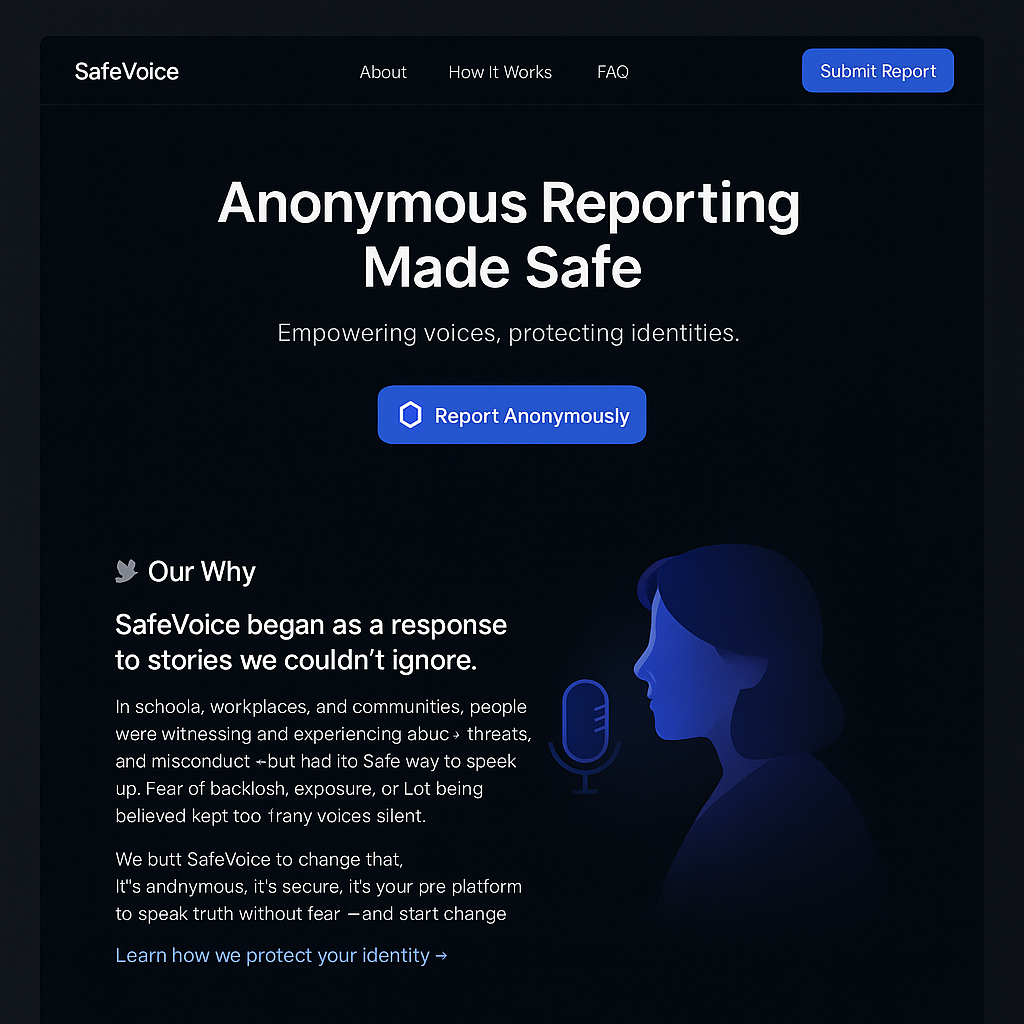 SafeVoice
About
How It Works
FAQ
Submit Report
Anonymous Reporting
Made Safe
Empowering voices, protecting identities.
Report Anonymously
Our Why
SafeVoice began as a response
to stories we couldn't ignore.
In schoola, workplaces, and communities, people
were witnessing and experiencing abuc threats,
and misconduct but had ito Safe way to speek
up. Fear of backlosh, exposure, or Lot being
believed kept too voices silent.
We butt SafeVoice to change that,
It"s andnymous, it's secure, it's your pre platform
to speak truth without fear —and start change
Learn how we protect your identity →